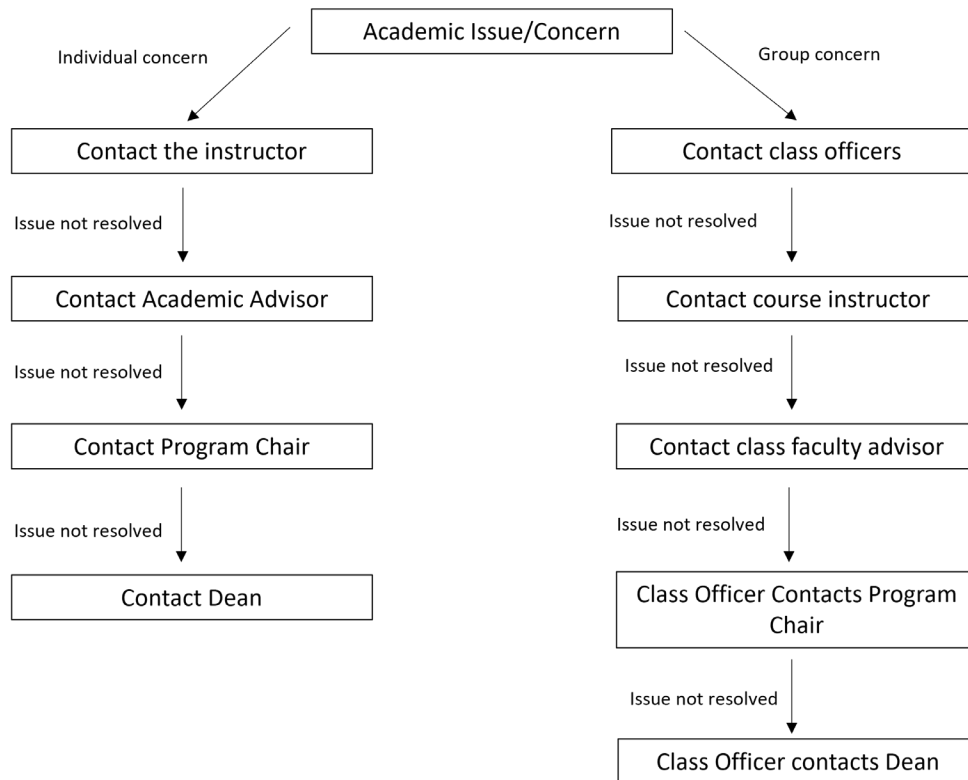 Academic Issue/Concern
Individual concern
Group concern
Contact the instructor
Contact class officers
Issue not resolved
Issue not resolved
Contact Academic Advisor
Contact course instructor
Issue not resolved
Issue not resolved
Contact Program Chair
Contact class faculty advisor
Issue not resolved
Issue not resolved
Contact Dean
Class Officer Contacts Program
Chair
Issue not resolved
Class Officer contacts Dean